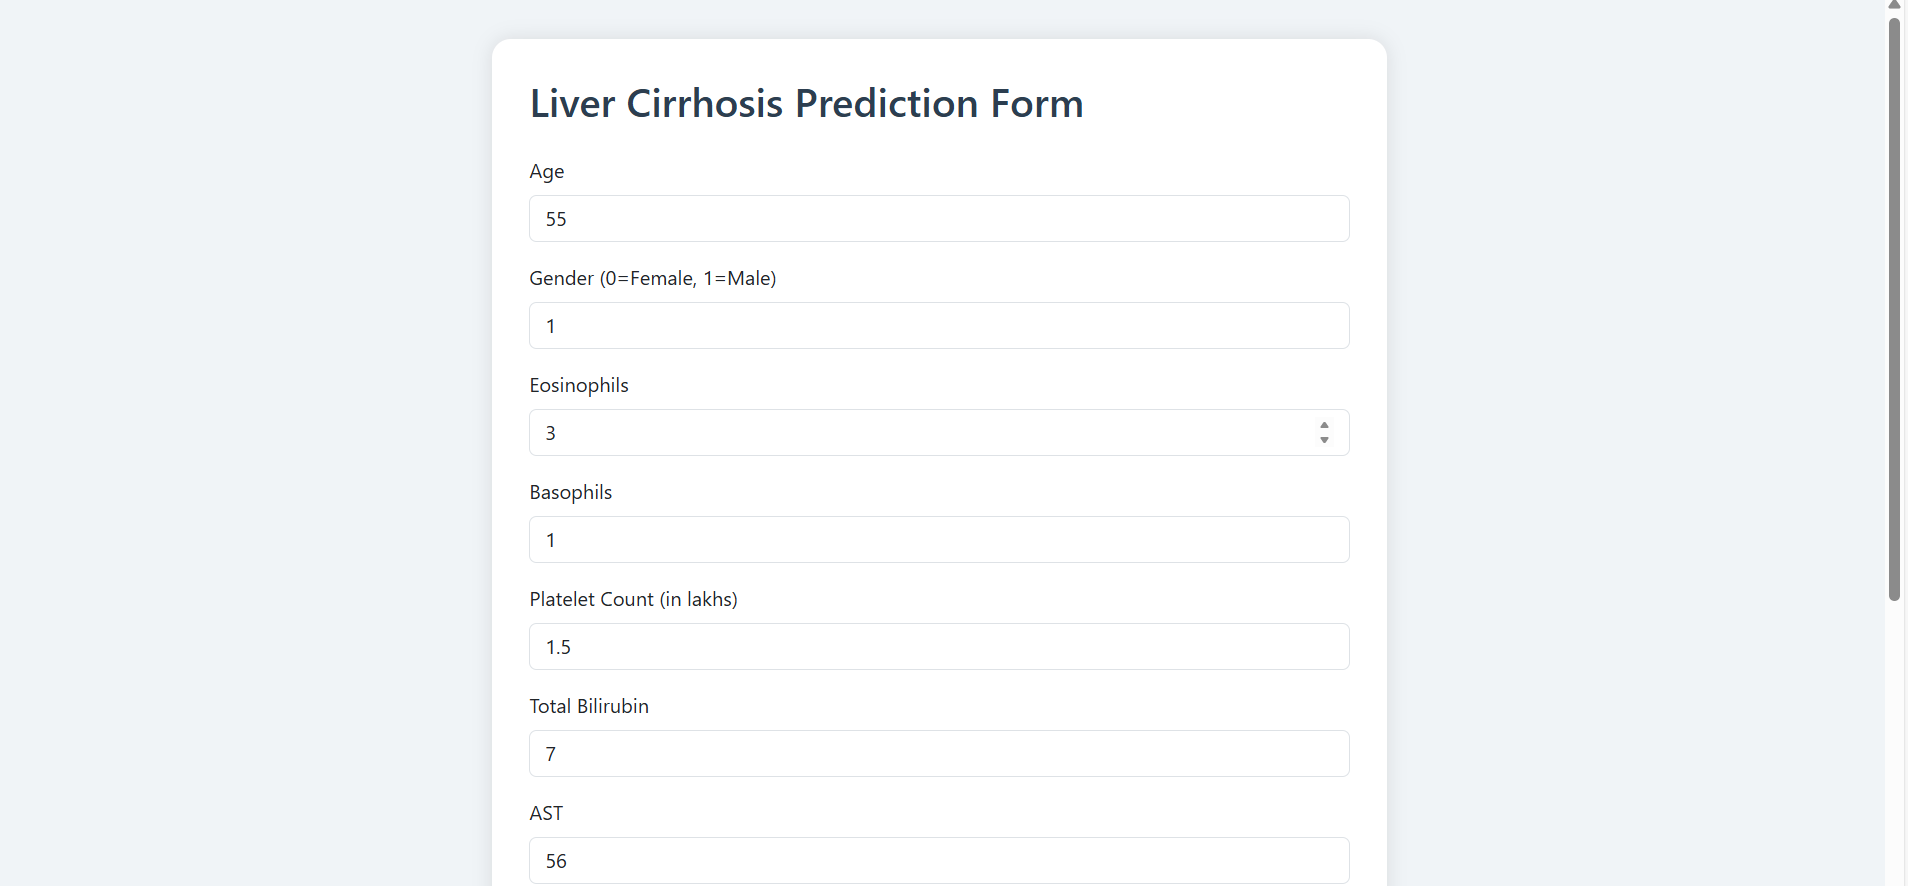 Liver Cirrhosis Prediction Form
Age
55
Gender (0=Female, 1=Male)
1
Eosinophils
3
Basophils
1
Platelet Count (in lakhs)
1.5
Total Bilirubin
7
AST
56